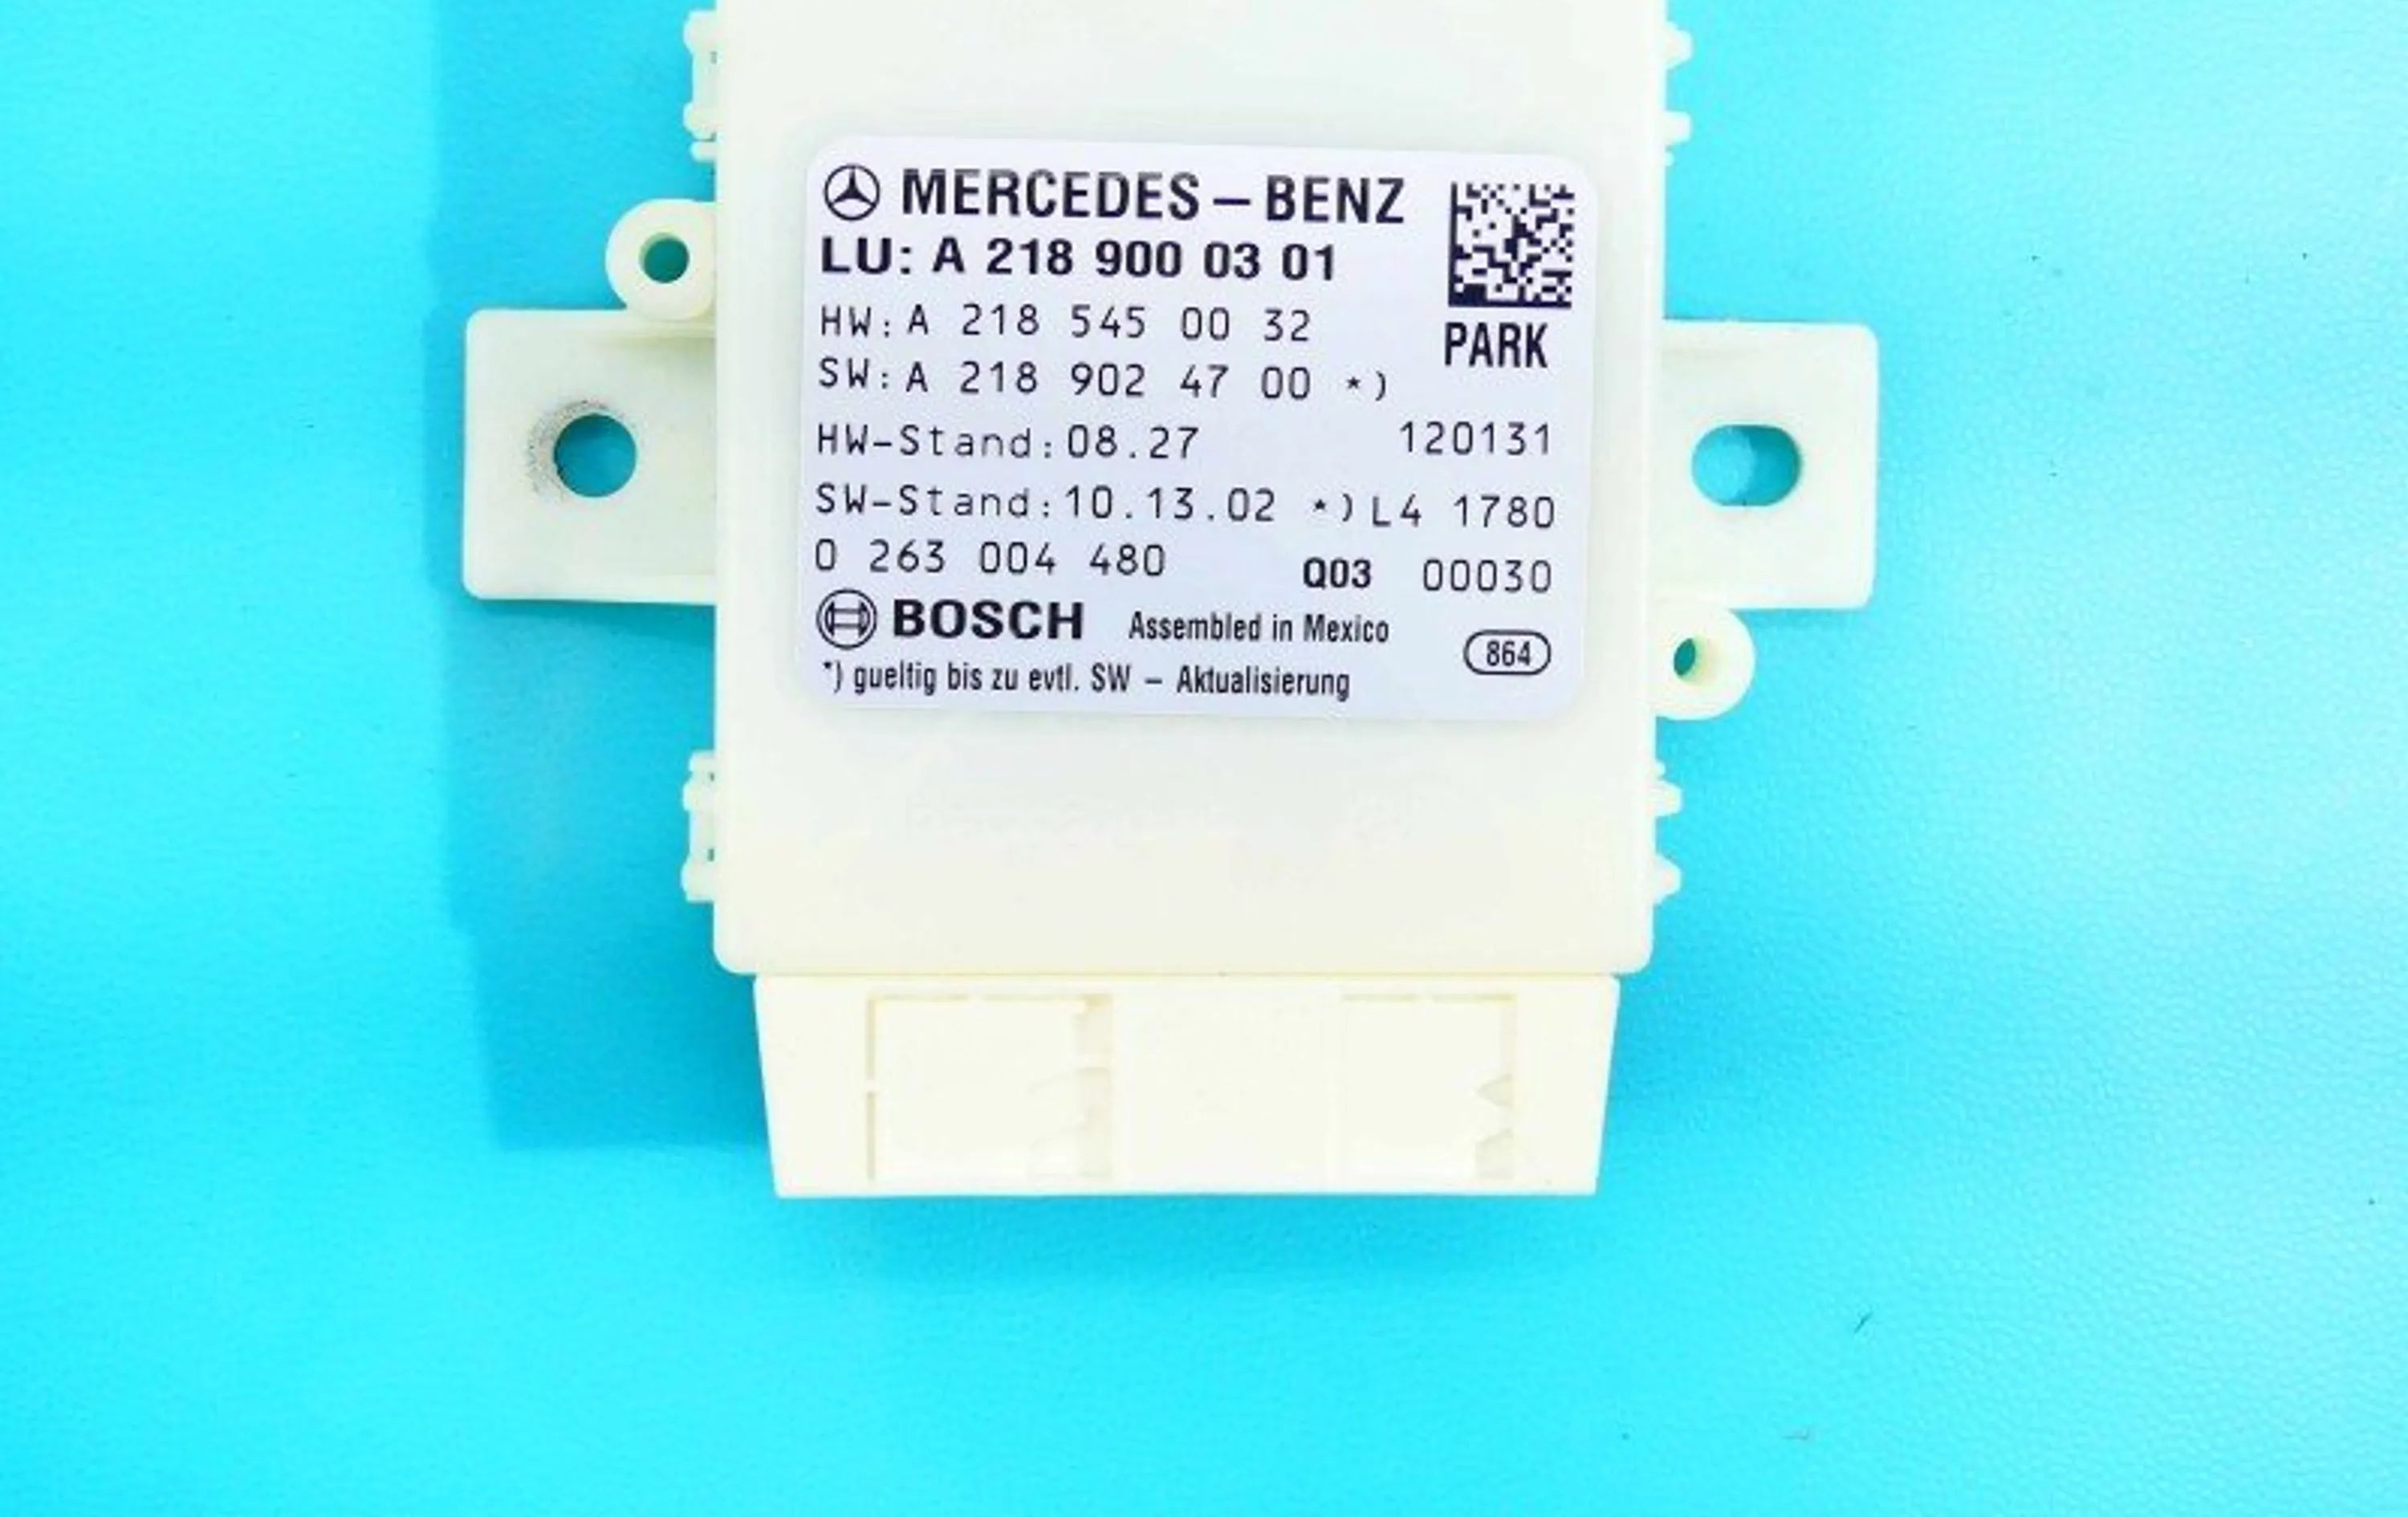 MERCEDES – BENZ
LU: A 218 900 03 01
HW: A 218 545 00 32
PARK
SW: A 218 902 47 00 *)
HW-Stand: 08.27 120131
SW-Stand: 10.13.02 *) L4 1780
0 263 004 480 Q03 00030
BOSCH Assembled in Mexico
864
*) gueltig bis zu evtl. SW – Aktualisierung